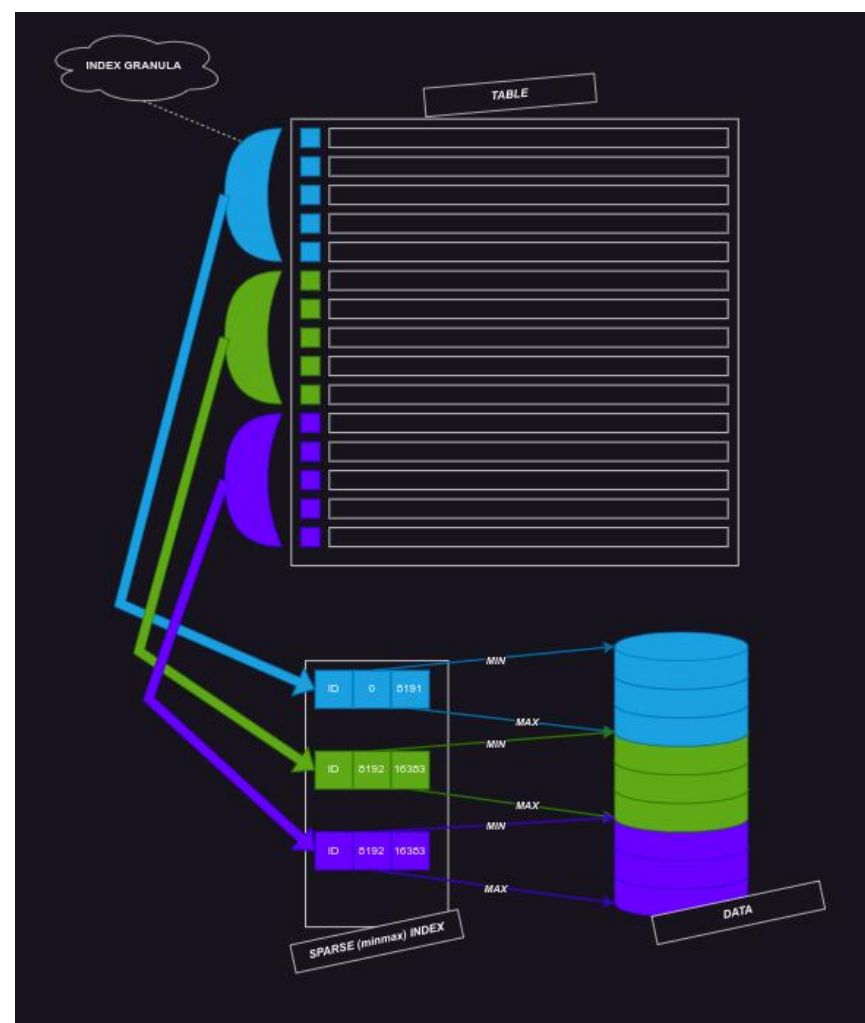 INDEX GRANULA
TABLE
MIN
ID 0 8191
MAX
MIN
ID 8192 16383
MAX
MIN
ID 8192 16383
MAX
DATA
SPARSE (minmax) INDEX